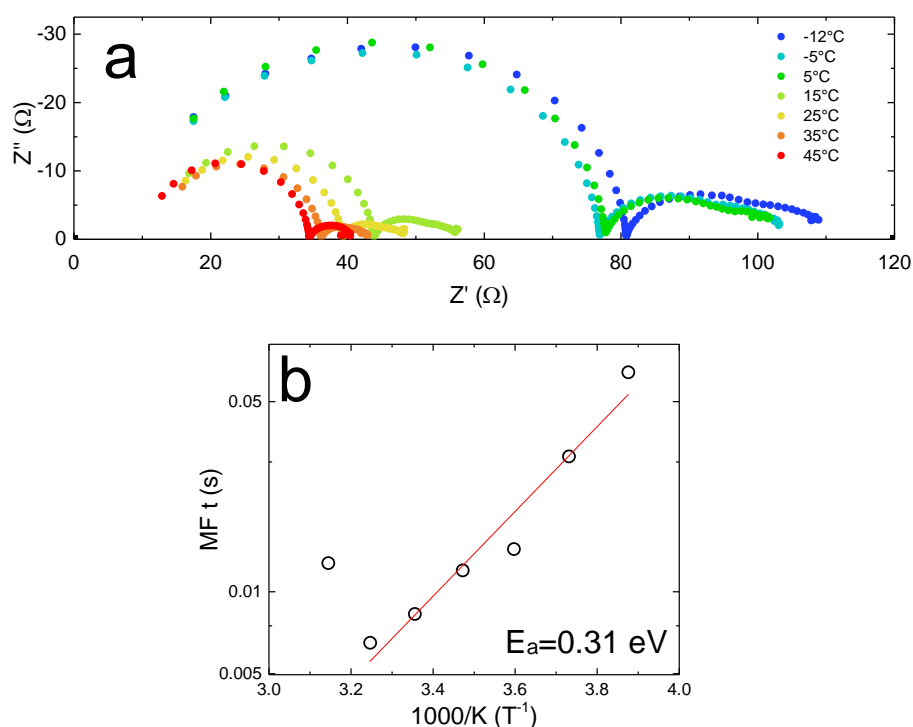 a
-30
-20
-10
0
Z'' (Ω)
0 20 40 60 80 100 120
Z' (Ω)
-12°C
-5°C
5°C
15°C
25°C
35°C
45°C
b
0.05
0.01
0.005
MF t (s)
3.0 3.2 3.4 3.6 3.8 4.0
1000/K (T⁻¹)
Eₐ=0.31 eV